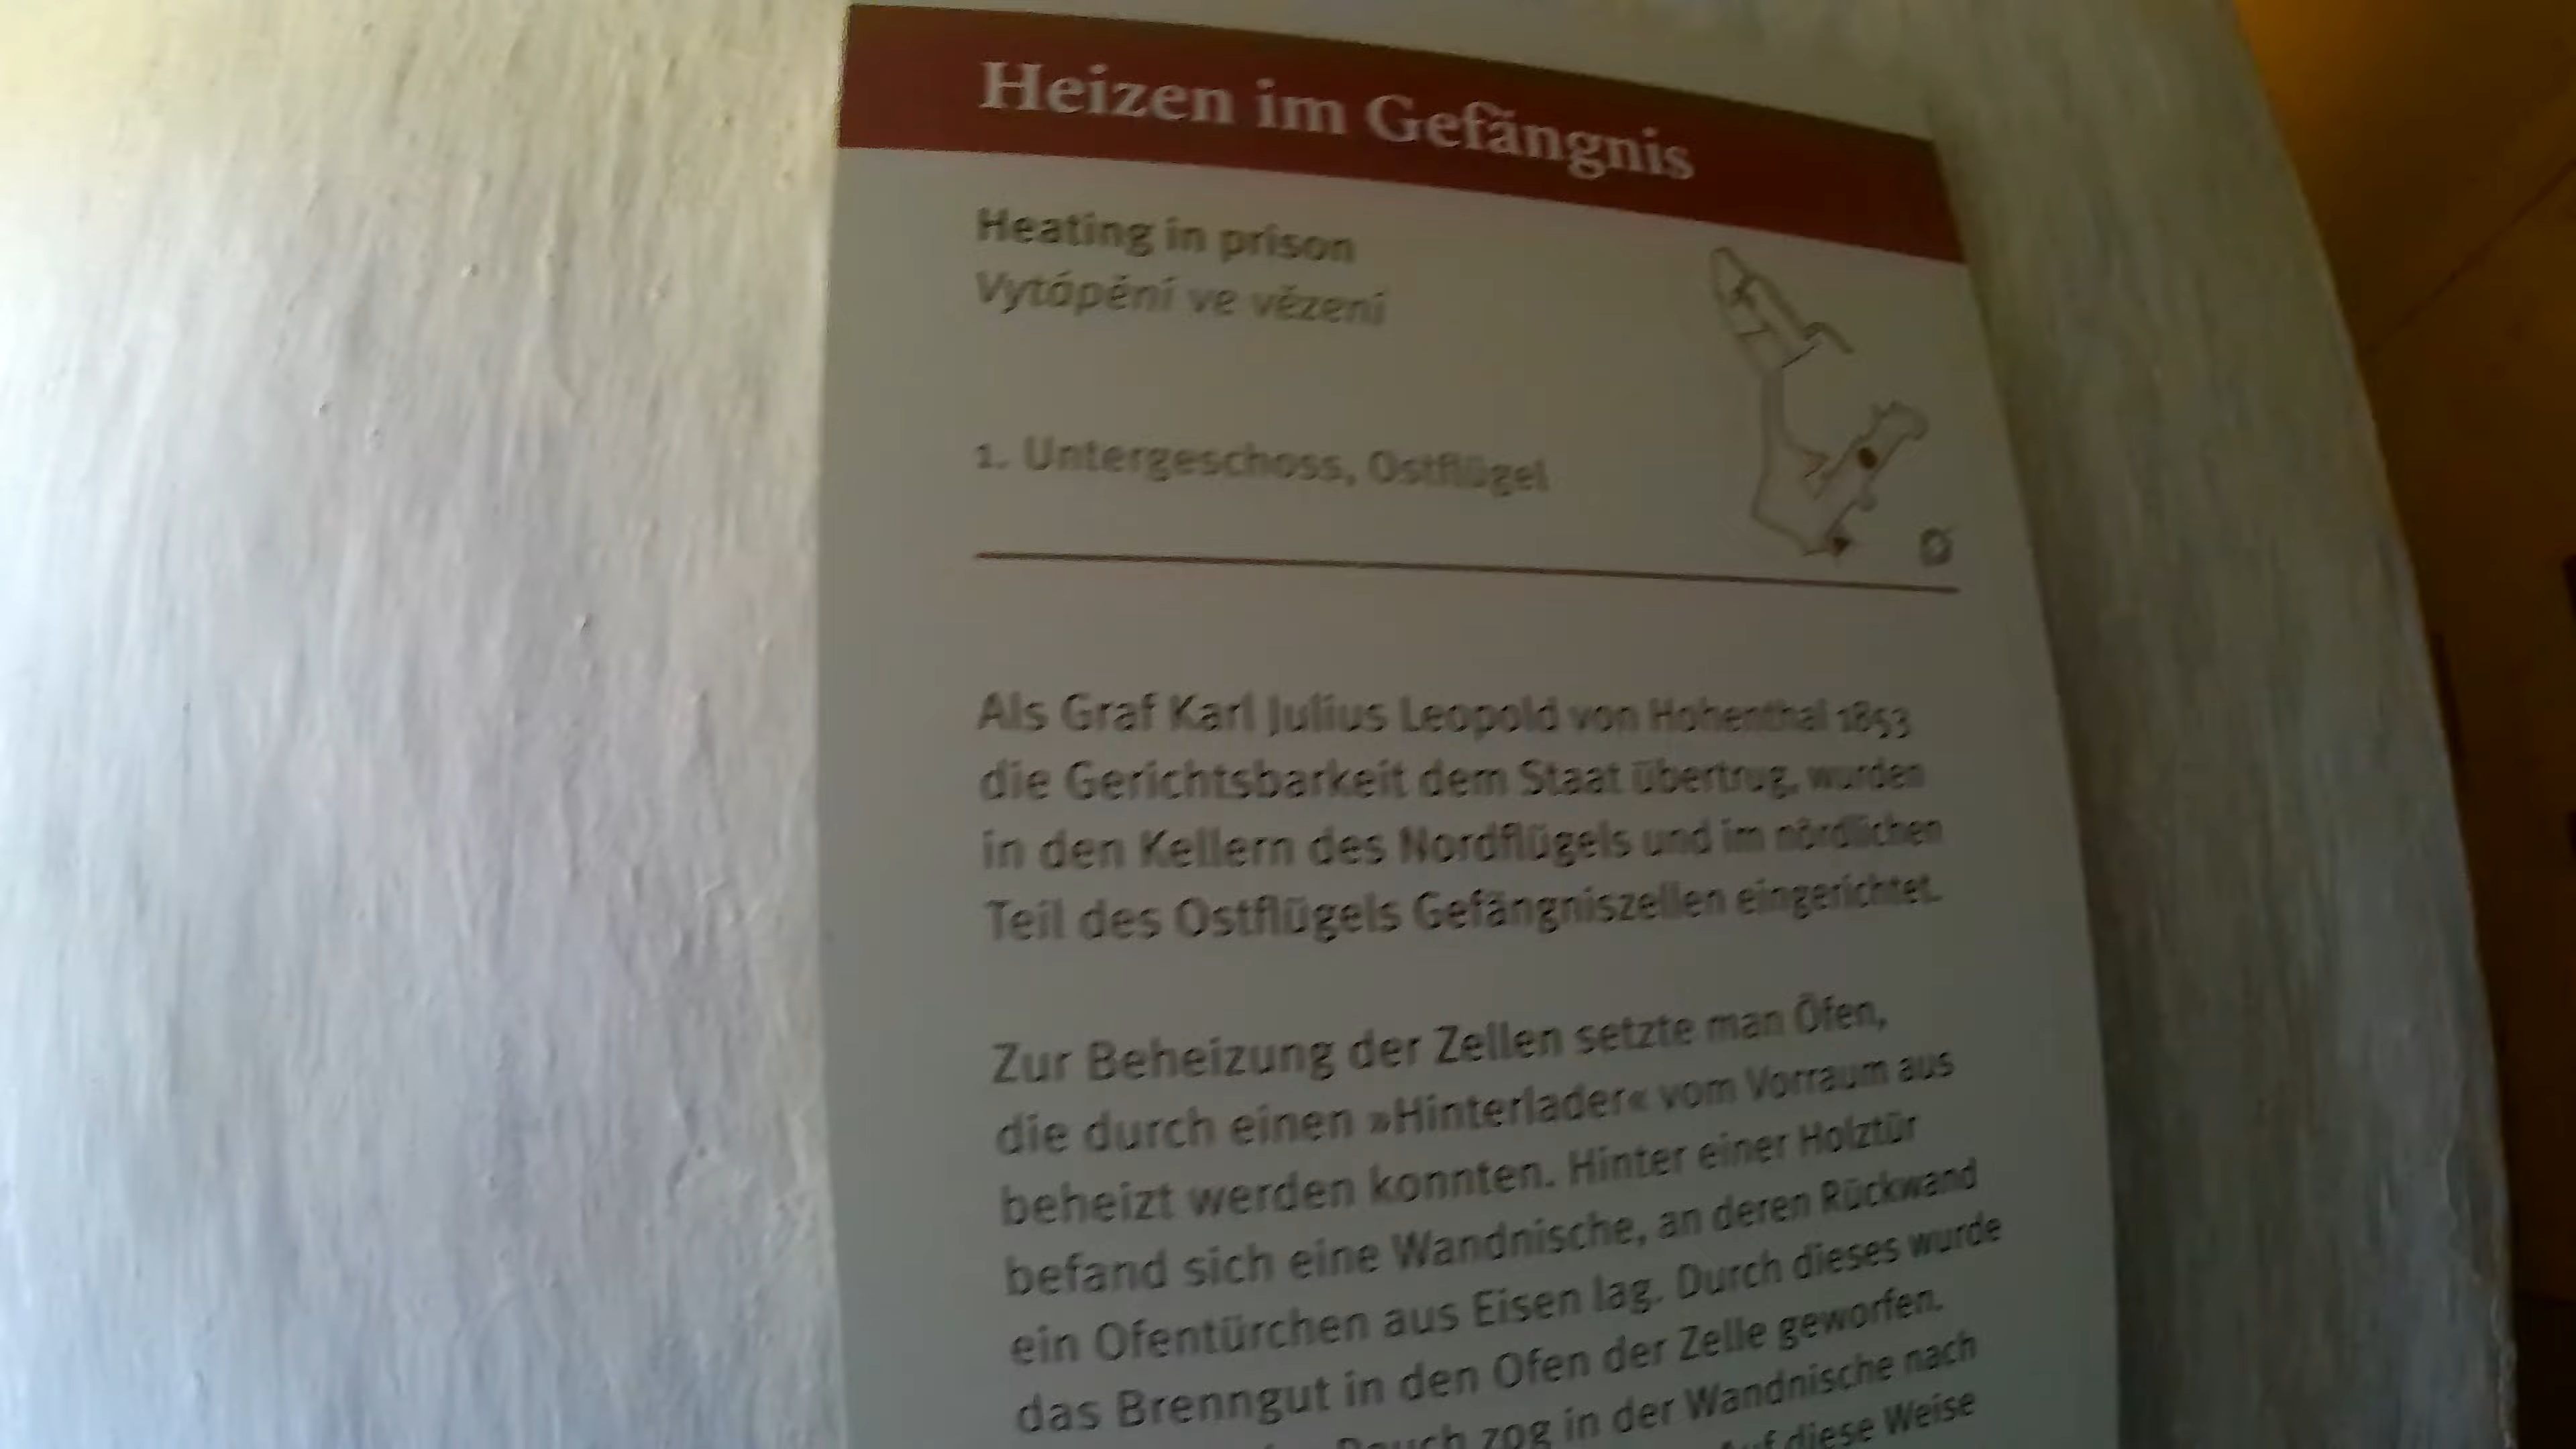 Heizen im Gefängnis
Heating in prison
Vytápění ve vězení
1. Untergeschoss, Ostflügel
Als Graf Karl Julius Leopold von Hohenthal 1853
die Gerichtsbarkeit dem Staat übertrug, wurden
in den Kellern des Nordflügels und im nördlichen
Teil des Ostflügels Gefängniszellen eingerichtet.
Zur Beheizung der Zellen setzte man Öfen,
die durch einen »Hinterlader« vom Vorraum aus
beheizt werden konnten. Hinter einer Holztür
befand sich eine Wandnische, an deren Rückwand
ein Ofentürchen aus Eisen lag. Durch dieses wurde
das Brenngut in den Ofen der Zelle geworfen.
Rauch zog in der Wandnische nach
Auf diese Weise